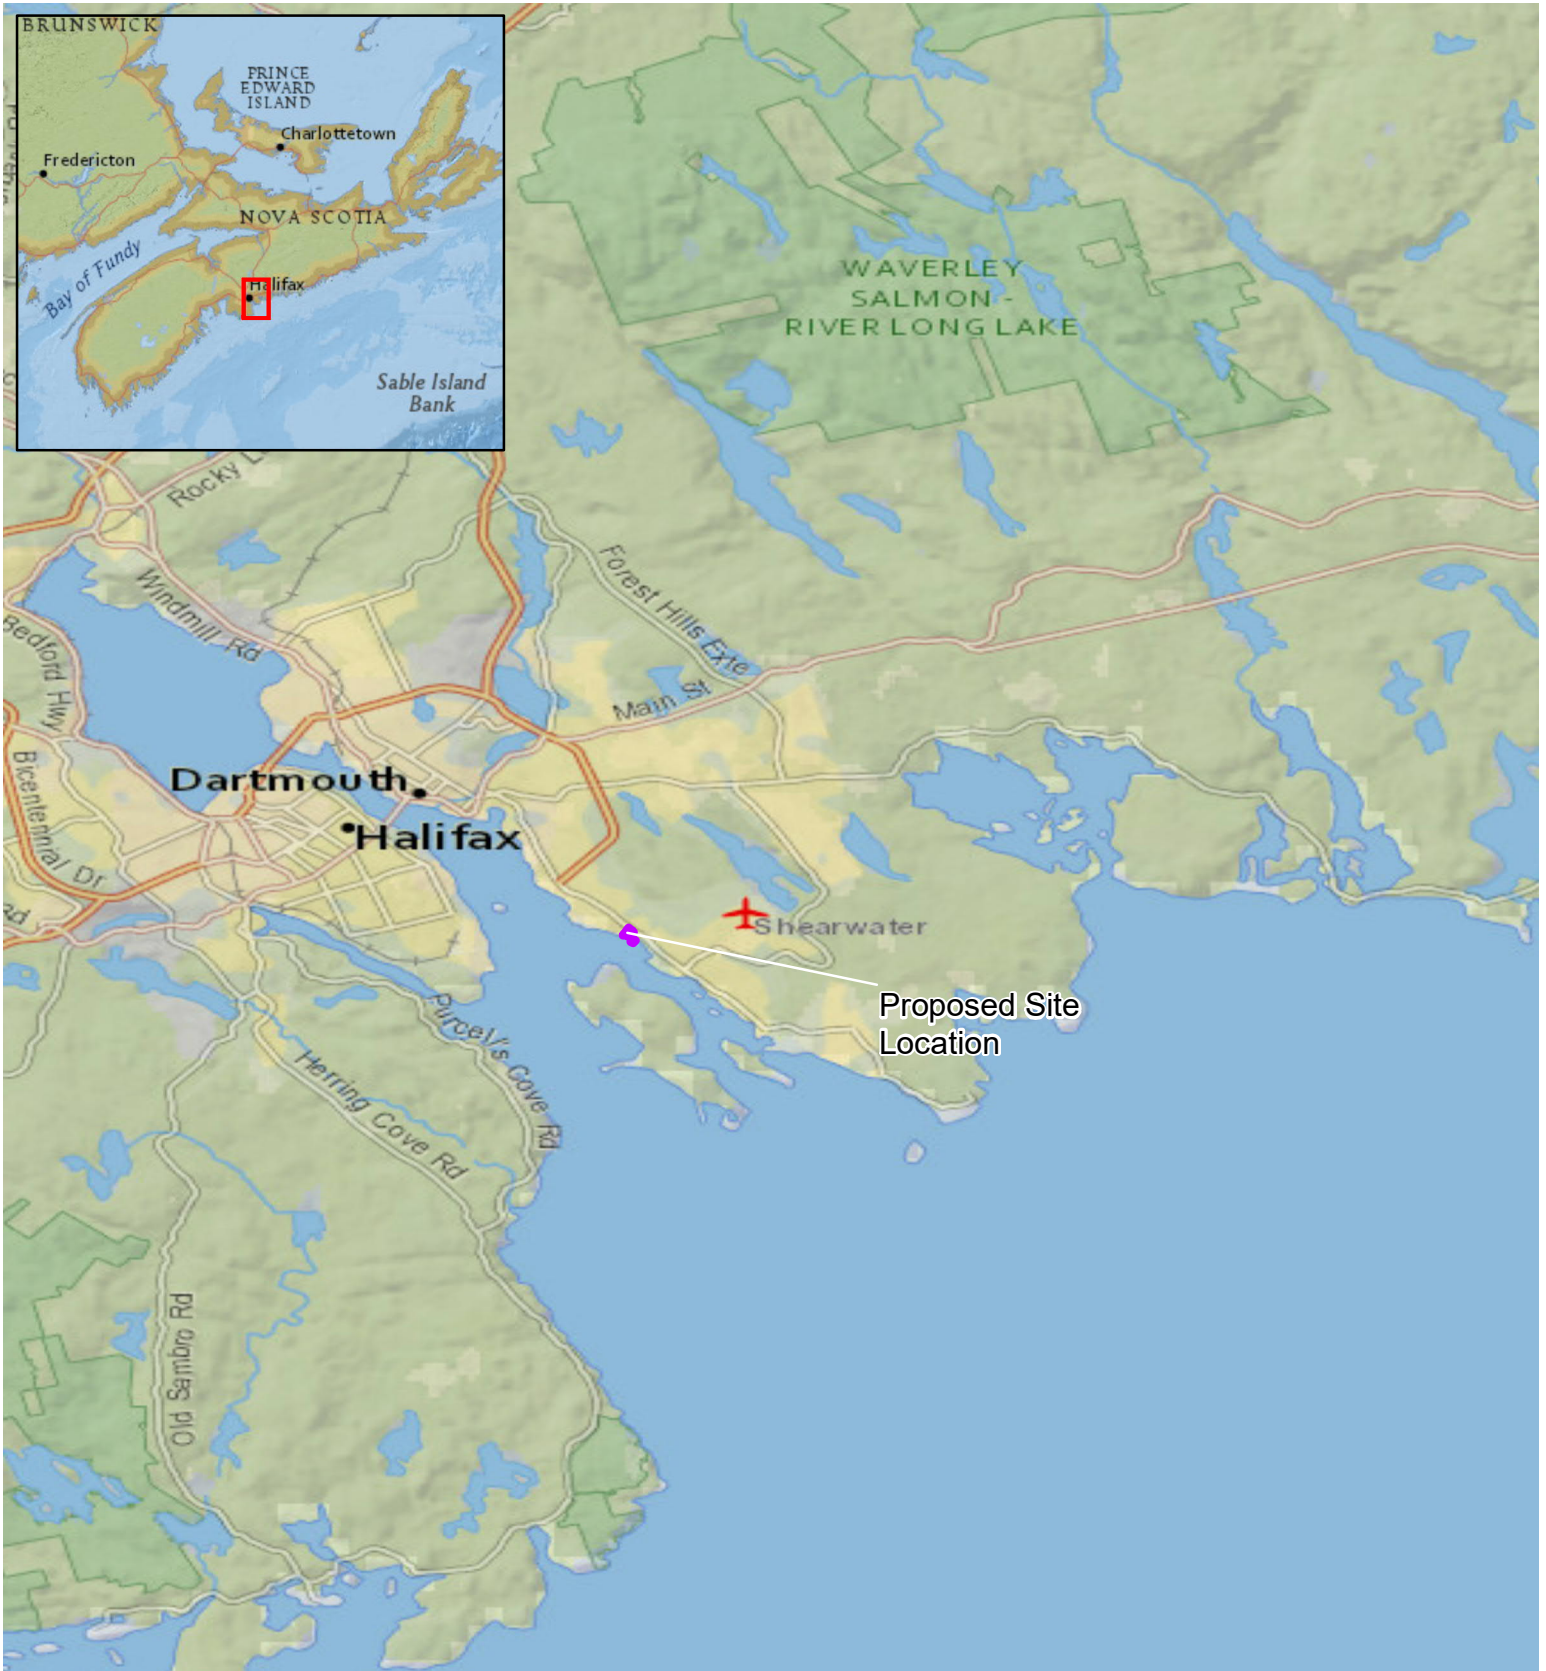 BRUNSWICK
PRINCE
EDWARD
ISLAND
Charlottetown
Fredericton
NOVA SCOTIA
Bay of Fundy
Halifax
Sable Island
Bank
WAVERLEY
SALMON -
RIVER LONG LAKE
Rocky
Windmill Rd
Forest Hills Exte
Bedford Hwy
Main St
Bicentennial Dr
Dartmouth
Halifax
ad
Shearwater
Proposed Site
Location
Purcell's Cove Rd
Herring Cove Rd
Old Sambro Rd